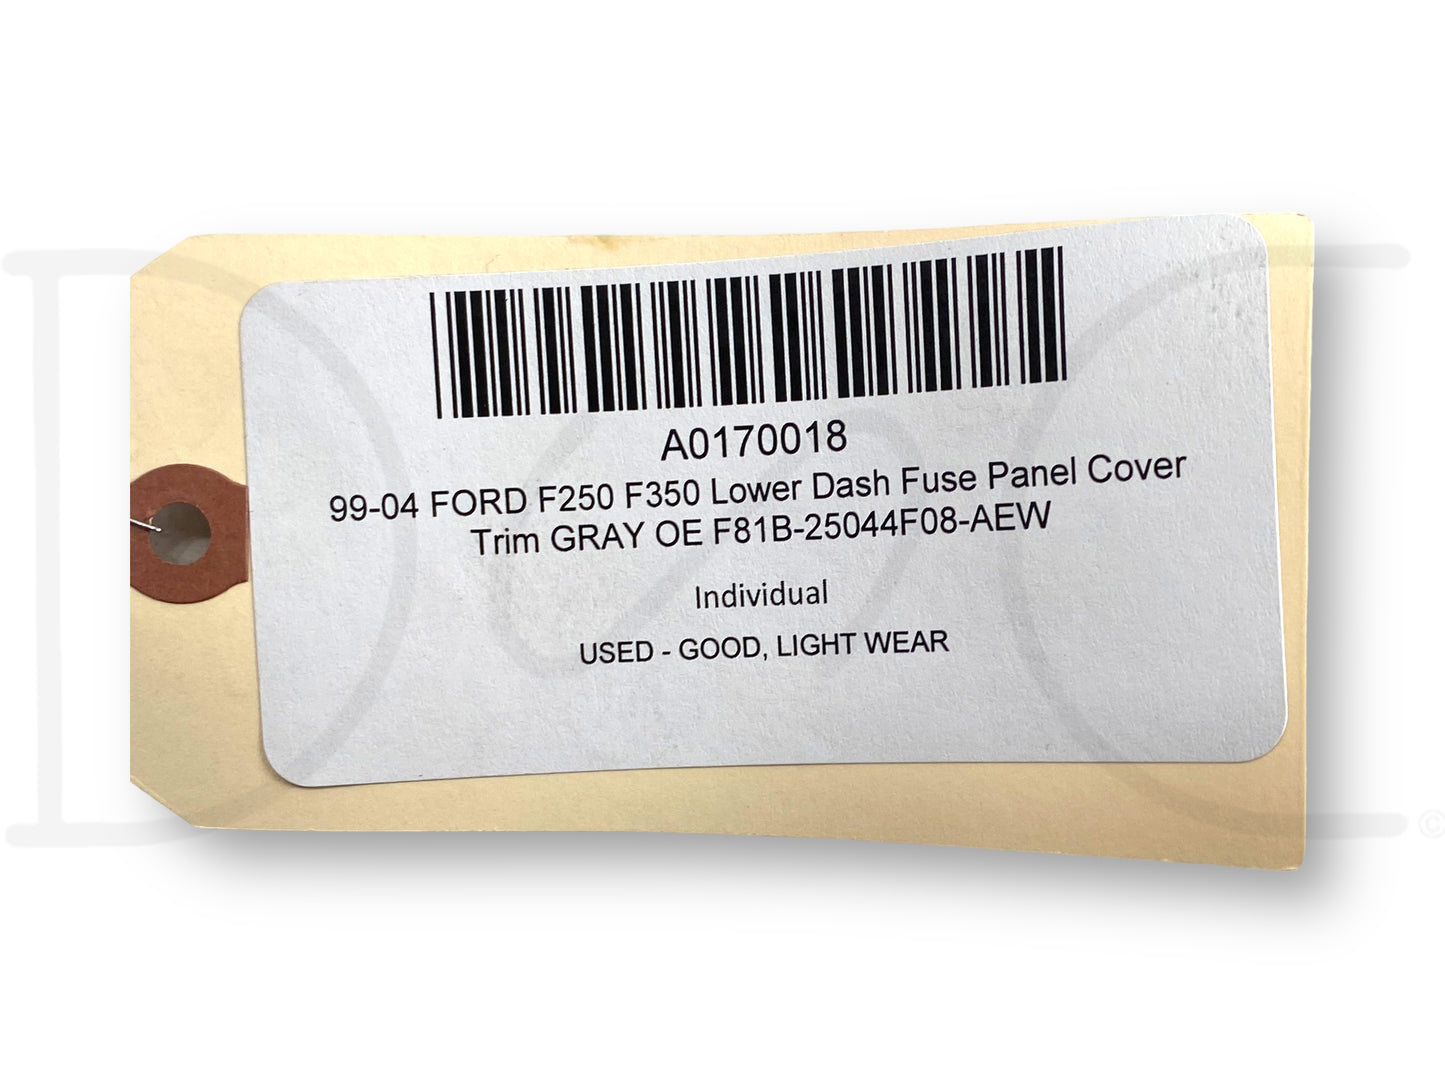 A0170018
99-04 FORD F250 F350 Lower Dash Fuse Panel Cover
Trim GRAY OE F81B-25044F08-AEW
Individual
USED - GOOD, LIGHT WEAR
©